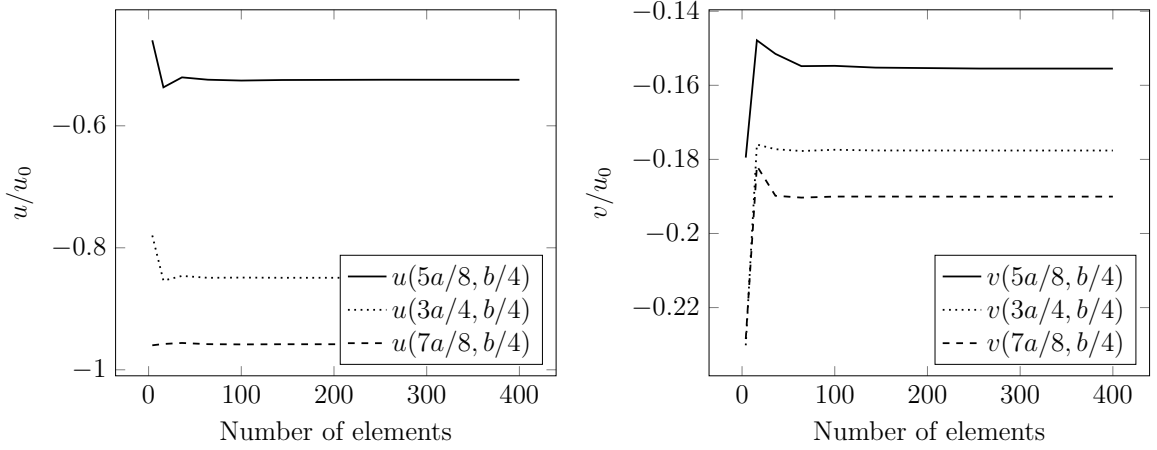 −0.6
−0.8
−1
u/u0
0
100
200
300
400
Number of elements
u(5a/8, b/4)
u(3a/4, b/4)
u(7a/8, b/4)
−0.14
−0.16
−0.18
−0.2
−0.22
v/u0
0
100
200
300
400
Number of elements
v(5a/8, b/4)
v(3a/4, b/4)
v(7a/8, b/4)